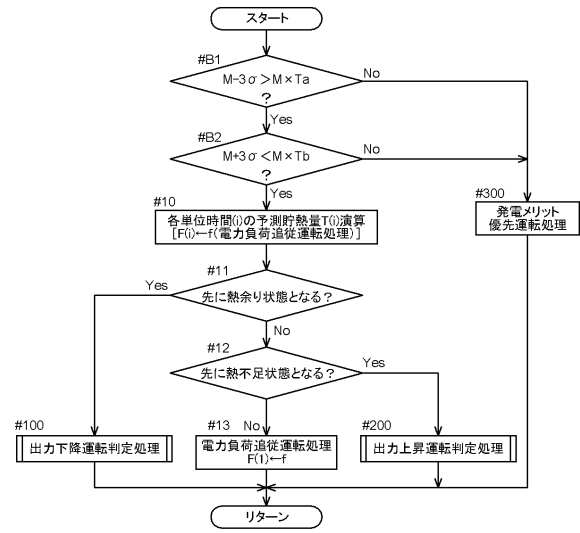 スタート
#B1
M-3σ>M×Ta
?
No
Yes
#B2
M+3σ<M×Tb
?
No
Yes
#10
各単位時間(i)の予測貯熱量T(i)演算
[F(i)←f(電力負荷追従運転処理)]
#300
発電メリット
優先運転処理
#11
先に熱余り状態となる?
Yes
No
#12
先に熱不足状態となる?
Yes
No
#100
出力下降運転判定処理
#13
電力負荷追従運転処理
F(1)←f
#200
出力上昇運転判定処理
リターン